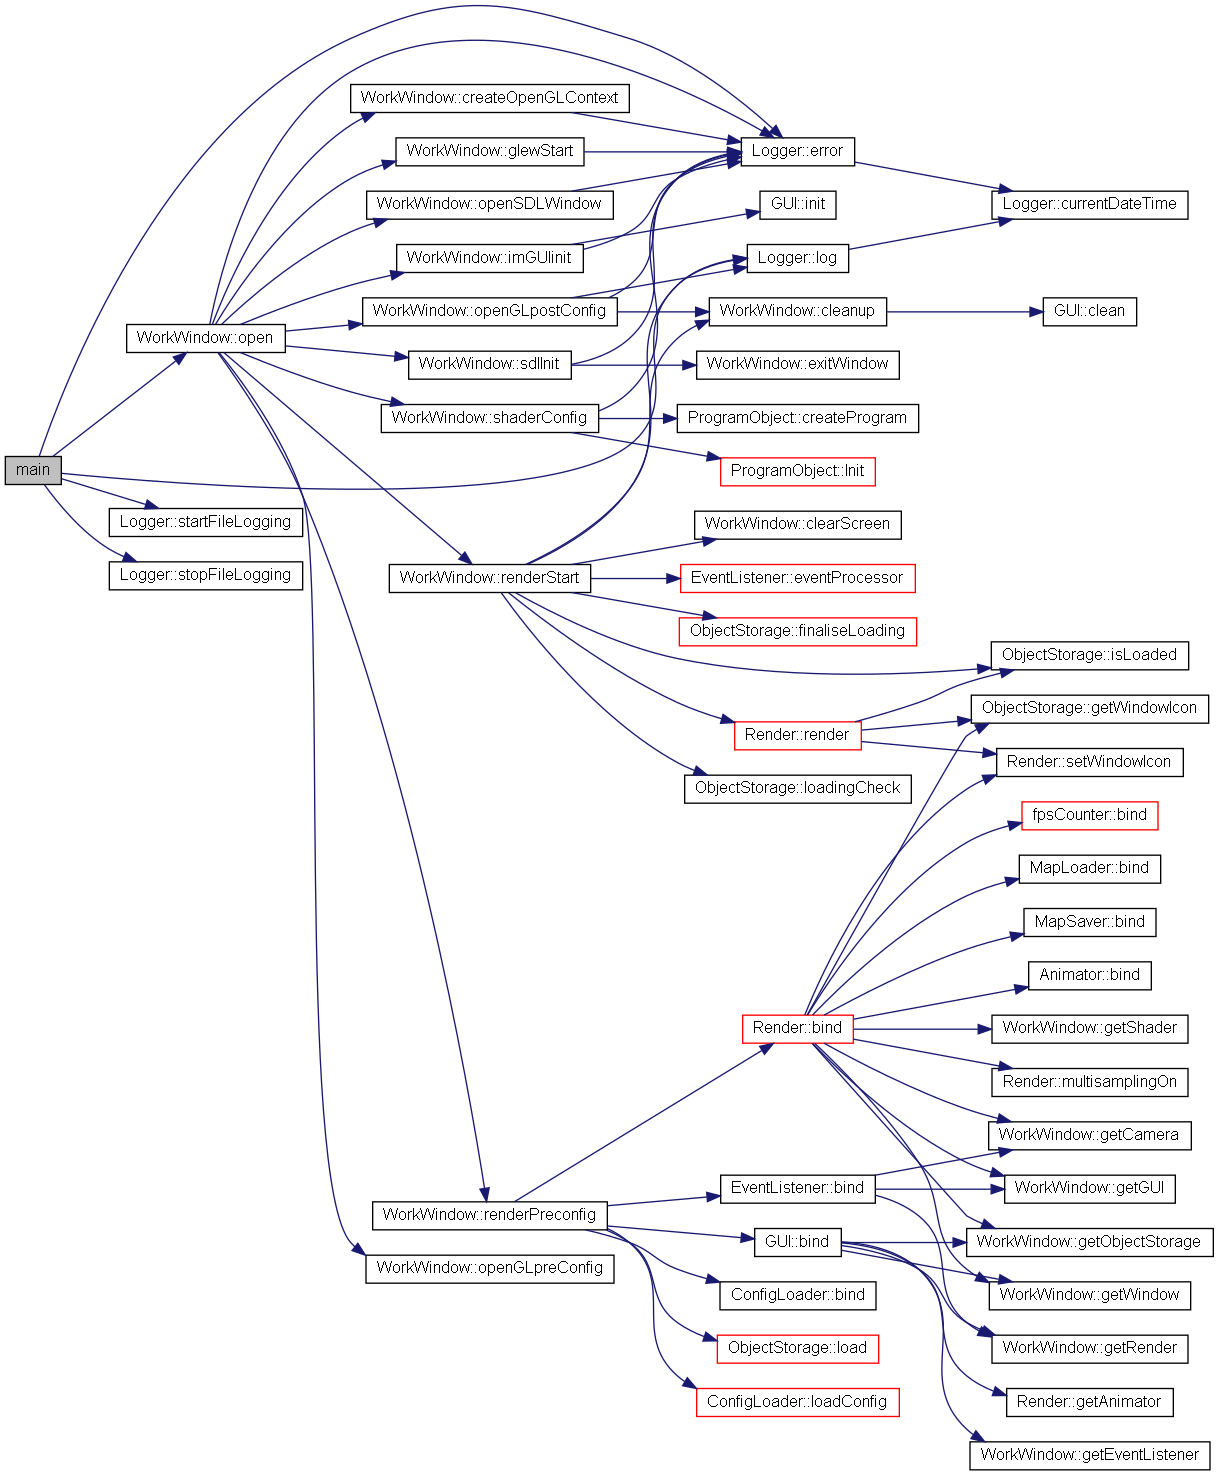 WorkWindow::createOpenGLContext
WorkWindow::glewStart
Logger::error
WorkWindow::openSDLWindow
GUI::init
Logger::currentDateTime
WorkWindow::imGUIinit
Logger::log
WorkWindow::openGLpostConfig
WorkWindow::cleanup
GUI::clean
WorkWindow::open
WorkWindow::sdlInit
WorkWindow::exitWindow
WorkWindow::shaderConfig
ProgramObject::createProgram
main
ProgramObject::Init
Logger::startFileLogging
WorkWindow::clearScreen
Logger::stopFileLogging
WorkWindow::renderStart
EventListener::eventProcessor
ObjectStorage::finaliseLoading
ObjectStorage::isLoaded
ObjectStorage::getWindowIcon
Render::render
Render::setWindowIcon
ObjectStorage::loadingCheck
fpsCounter::bind
MapLoader::bind
MapSaver::bind
Animator::bind
Render::bind
WorkWindow::getShader
Render::multisamplingOn
WorkWindow::getCamera
EventListener::bind
WorkWindow::getGUI
WorkWindow::renderPreconfig
GUI::bind
WorkWindow::getObjectStorage
WorkWindow::openGLpreConfig
ConfigLoader::bind
WorkWindow::getWindow
ObjectStorage::load
WorkWindow::getRender
ConfigLoader::loadConfig
Render::getAnimator
WorkWindow::getEventListener